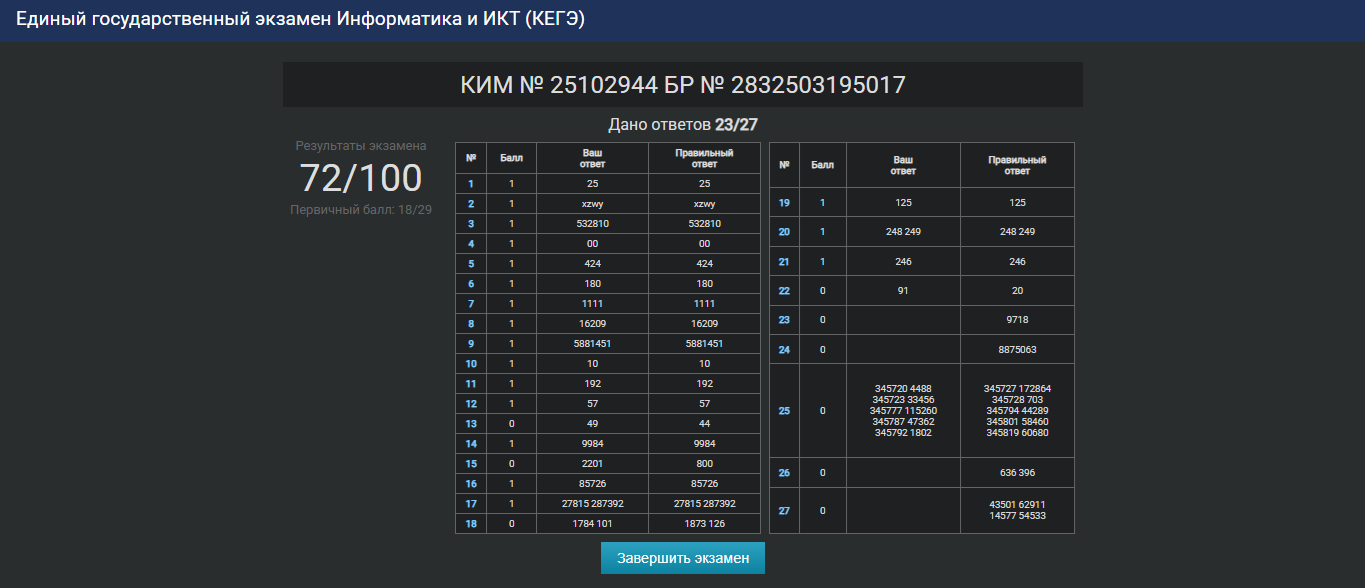 Единый государственный экзамен Информатика и ИКТ (КЕГЭ)
КИМ № 25102944 БР № 2832503195017
Дано ответов 23/27
Результаты экзамена
72/100
Первичный балл: 18/29
№ Балл Ваш ответ Правильный ответ
1 1 25 25
2 1 xzwy xzwy
3 1 532810 532810
4 1 00 00
5 1 424 424
6 1 180 180
7 1 1111 1111
8 1 16209 16209
9 1 5881451 5881451
10 1 10 10
11 1 192 192
12 1 57 57
13 0 49 44
14 1 9984 9984
15 0 2201 800
16 1 85726 85726
17 1 27815 287392 27815 287392
18 0 1784 101 1873 126
№ Балл Ваш ответ Правильный ответ
19 1 125 125
20 1 248 249 248 249
21 1 246 246
22 0 91 20
23 0 9718
24 0 8875063
345720 4488 345727 172864
345723 33456 345728 703
25 0 345777 115260 345794 44289
345787 47362 345801 58460
345792 1802 345819 60680
26 0 636 396
27 0 43501 62911
14577 54533
Завершить экзамен